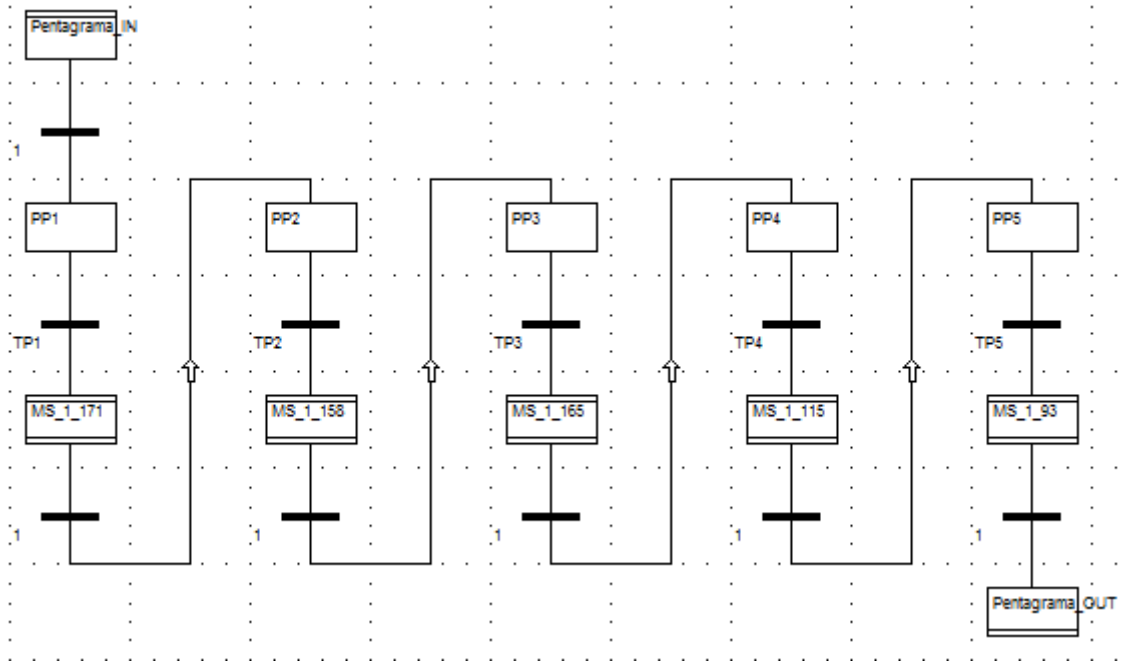 Pentagrama_IN
1
PP1
PP2
PP3
PP4
PP5
TP1
TP2
TP3
TP4
TP5
MS_1_171
MS_1_158
MS_1_165
MS_1_115
MS_1_93
1
1
1
1
1
Pentagrama_OUT